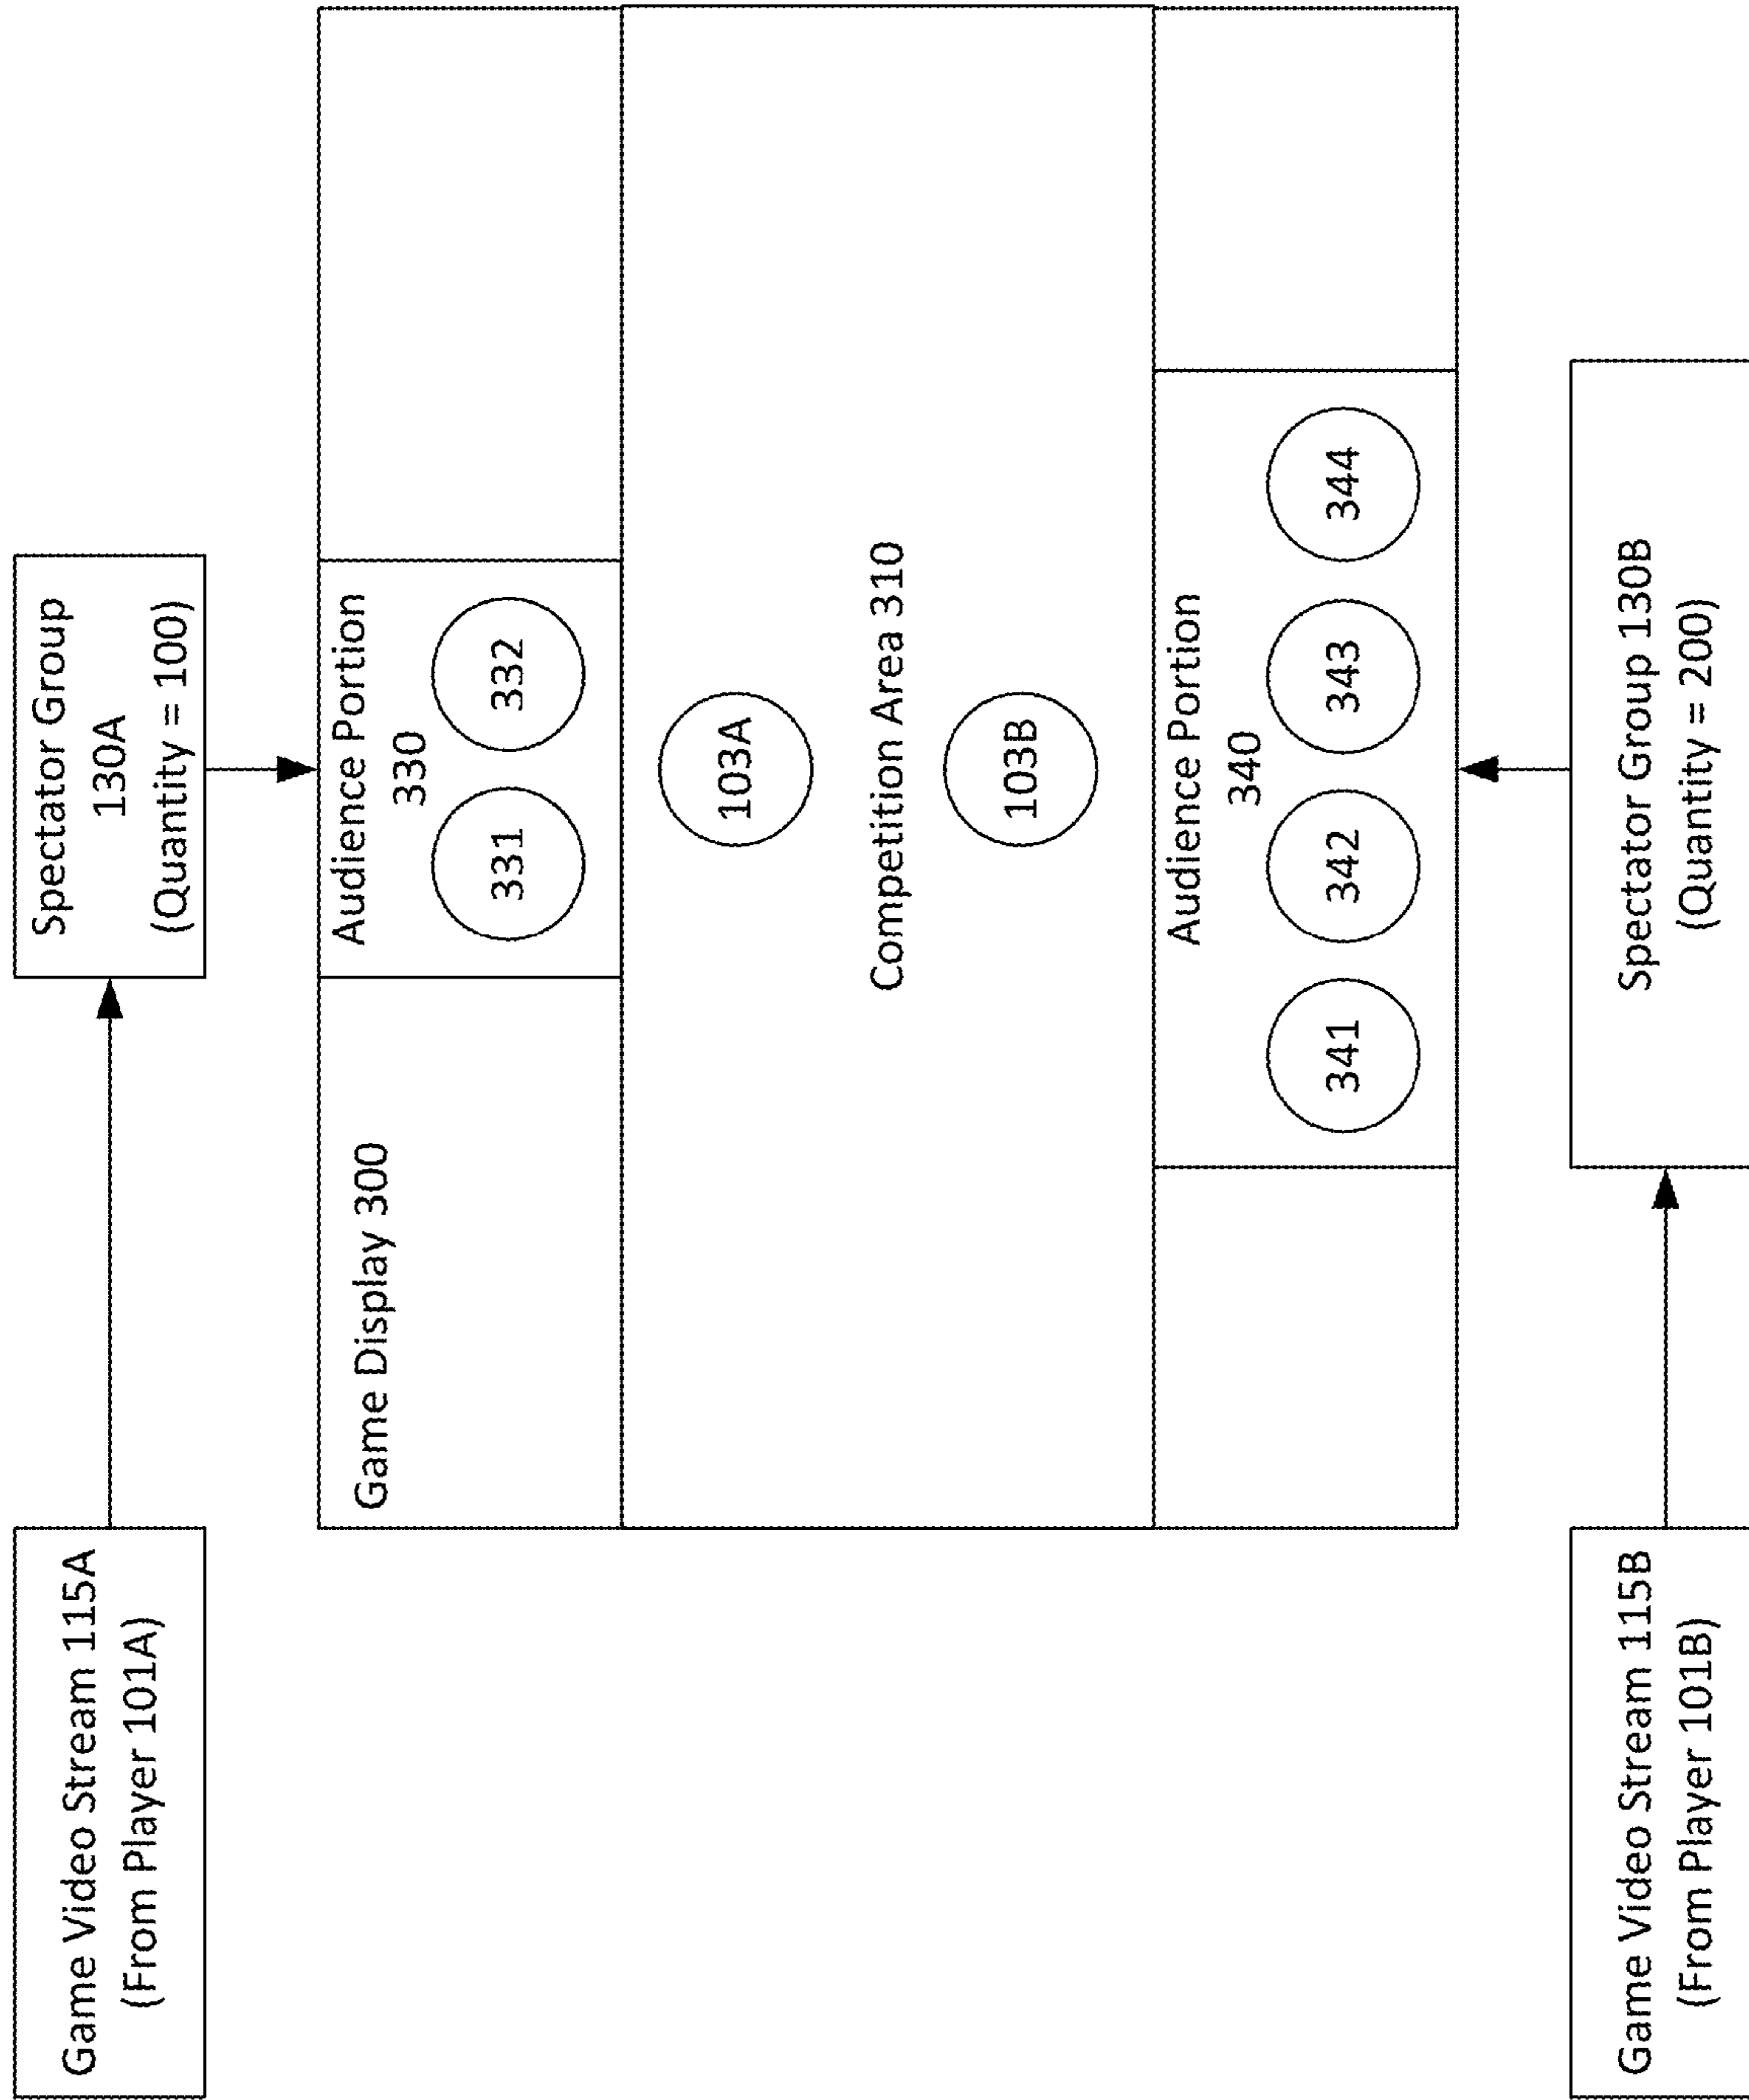 Game Video Stream 115A
(From Player 101A)
Spectator Group
130A
(Quantity = 100)
Game Display 300
Audience Portion
330
331
332
103A
Competition Area 310
103B
Audience Portion
340
341
342
343
344
Game Video Stream 115B
(From Player 101B)
Spectator Group 130B
(Quantity = 200)